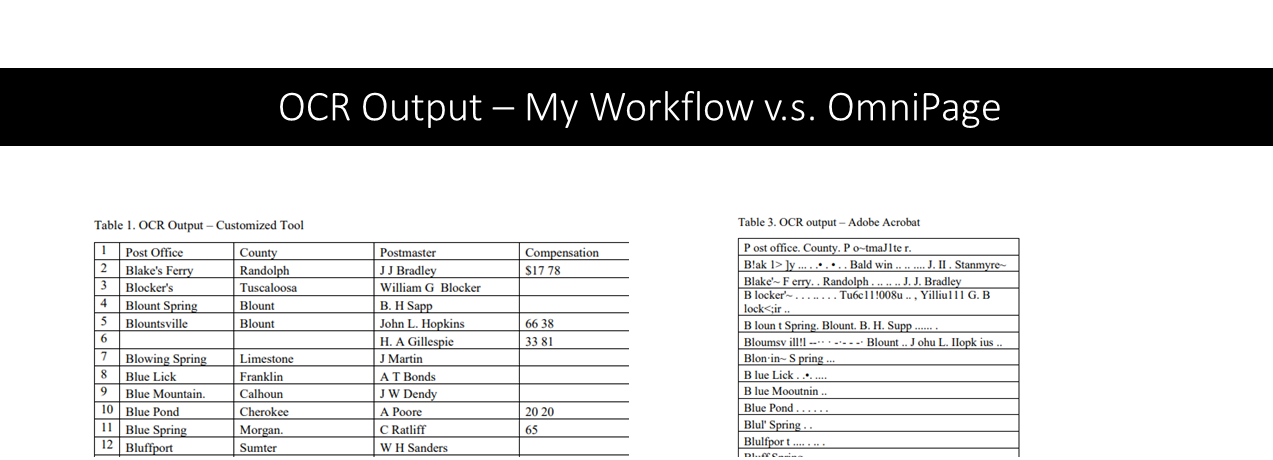 OCR Output – My Workflow v.s. OmniPage
Table 1. OCR Output – Customized Tool
1 Post Office County Postmaster Compensation
2 Blake's Ferry Randolph J J Bradley $17 78
3 Blocker's Tuscaloosa William G Blocker
4 Blount Spring Blount B. H Sapp
5 Blountsville Blount John L. Hopkins 66 38
6 H. A Gillespie 33 81
7 Blowing Spring Limestone J Martin
8 Blue Lick Franklin A T Bonds
9 Blue Mountain. Calhoun J W Dendy
10 Blue Pond Cherokee A Poore 20 20
11 Blue Spring Morgan. C Ratliff 65
12 Bluffport Sumter W H Sanders
Table 3. OCR output – Adobe Acrobat
P ost office. County. P o~tmaJ1te r.
B!ak 1> ]y ... . .• . • . . Bald win .. .. .... J. II . Stanmyre~
Blake'~ F erry. . Randolph . .. .. .. J. J. Bradley
B locker'~ . . . . .. . . . Tu6c11!008u .. , Yilliu111 G. B
lock<;ir ..
B loun t Spring. Blount. B. H. Supp ...... .
Bloumsv ill!l --·· · -·- - -· Blount .. J ohu L. IIopk ius ..
Blon·in~ S pring ...
B lue Lick . .•. ....
B lue Mooutnin ..
Blue Pond . . . . . .
Blul' Spring . .
Blulfpor t .... . .. .
Bluff Spring